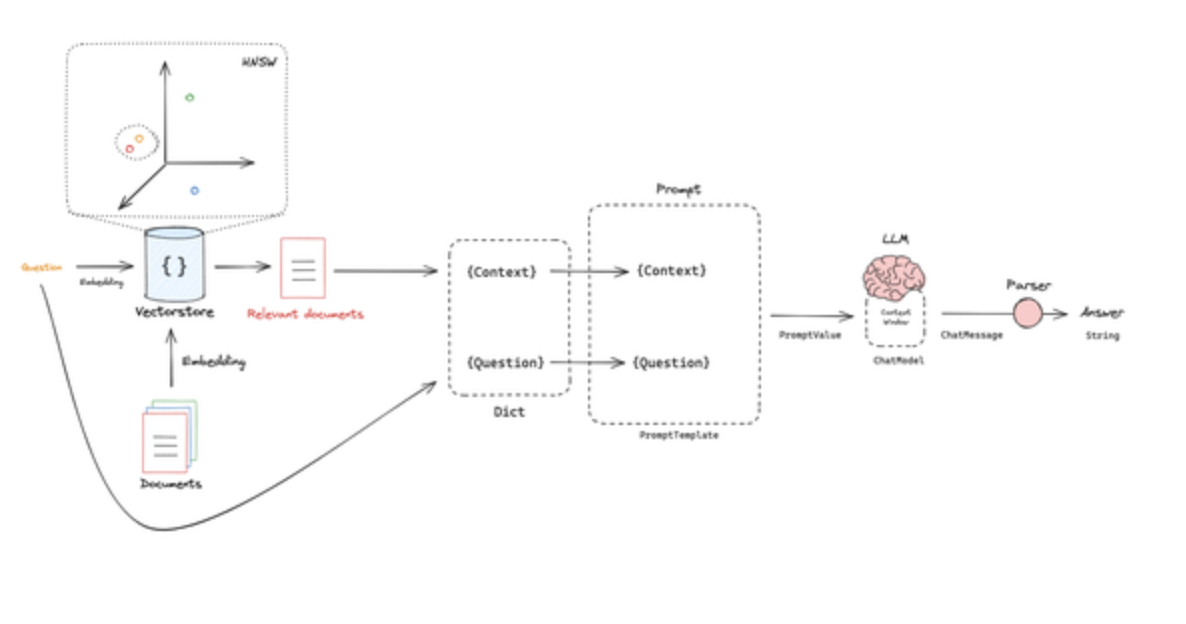 HNSW
Question
Embedding
{}
Vectorstore
Relevant documents
Embedding
Documents
{Context}
{Question}
Dict
Prompt
{Context}
{Question}
PromptTemplate
PromptValue
LLM
Context
Window
ChatModel
ChatMessage
Parser
Answer
String